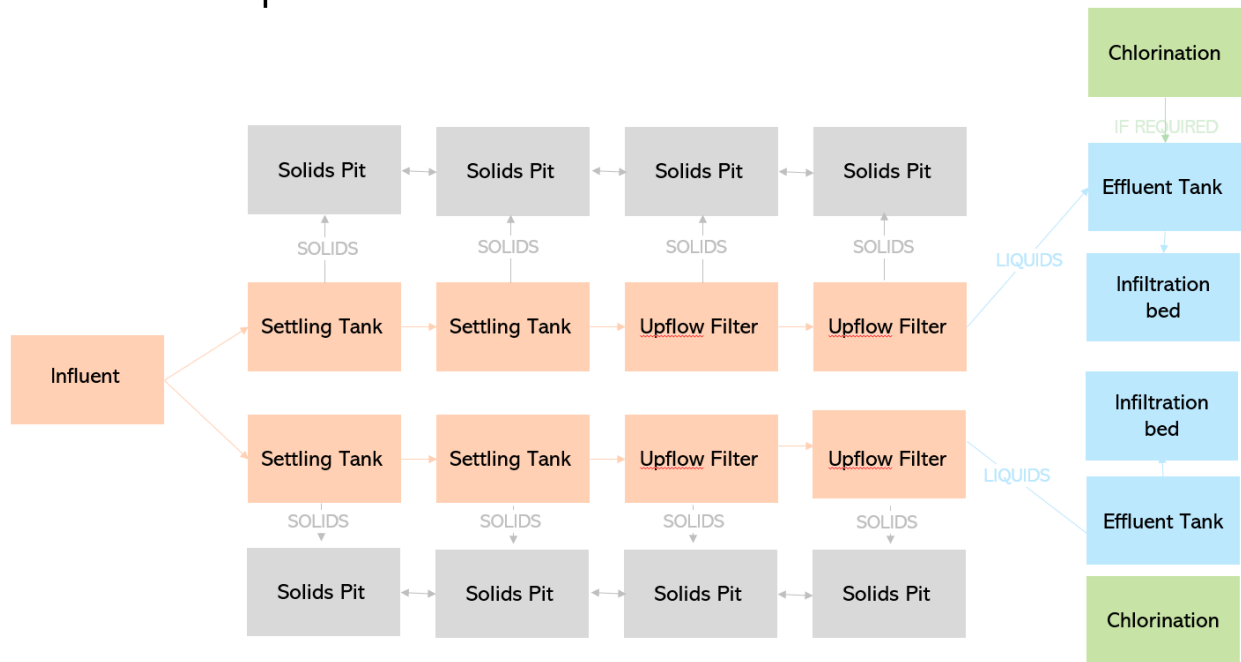 Chlorination
IF REQUIRED
Solids Pit
Solids Pit
Solids Pit
Solids Pit
Effluent Tank
SOLIDS
SOLIDS
SOLIDS
SOLIDS
LIQUIDS
Infiltration
bed
Settling Tank
Settling Tank
Upflow Filter
Upflow Filter
Influent
Infiltration
bed
Settling Tank
Settling Tank
Upflow Filter
Upflow Filter
LIQUIDS
Effluent Tank
SOLIDS
SOLIDS
SOLIDS
SOLIDS
Solids Pit
Solids Pit
Solids Pit
Solids Pit
Chlorination